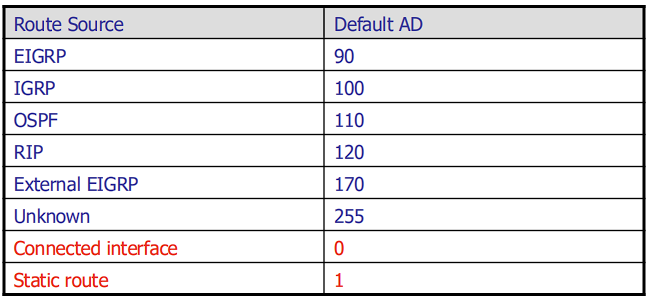 Route Source Default AD
EIGRP 90
IGRP 100
OSPF 110
RIP 120
External EIGRP 170
Unknown 255
Connected interface 0
Static route 1